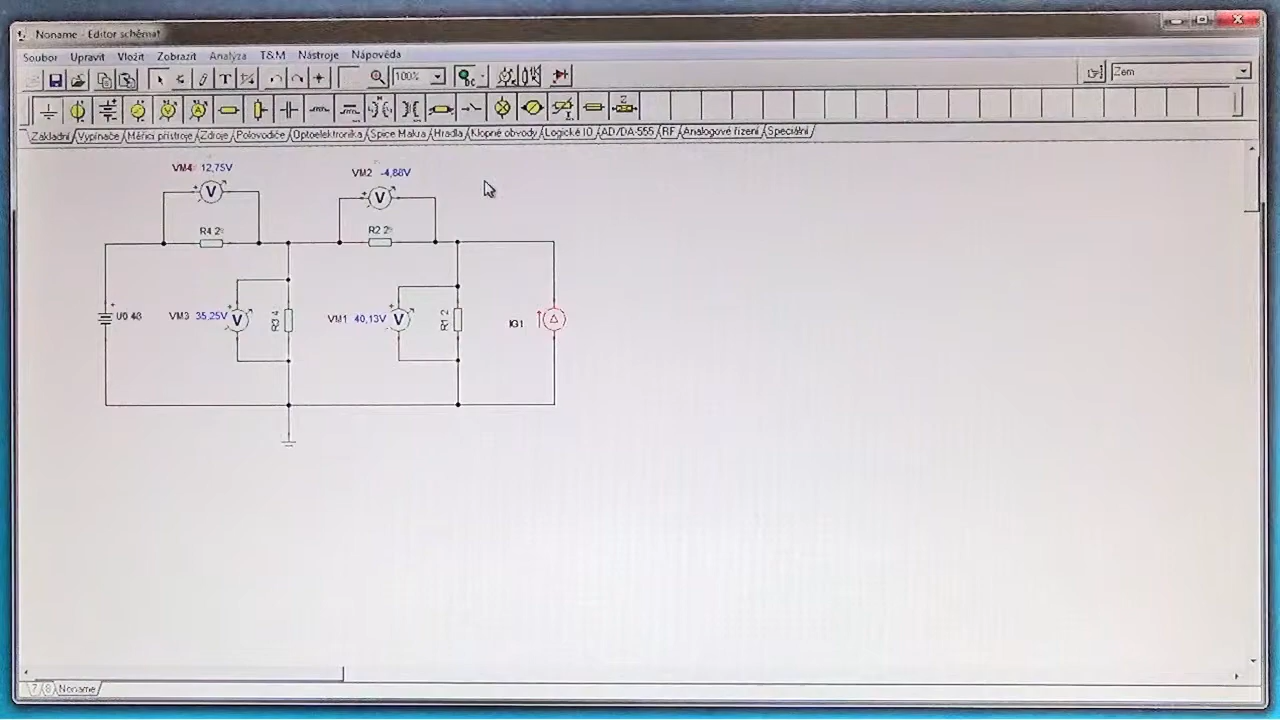 Noname - Editor schémat
Soubor Upravit Vložit Zobrazit Analýza T&M Nástroje Nápověda
T 100% DC Zem
Základní Vypínače Měřicí přístroje Zdroje Polovodiče Optoelektronika Spice Makra Hradla Klopné obvody Logické IO AD/DA-555 RF Analogové řízení Speciální
VM4 12,75V VM2 -4,88V
V V
R4 2 R2 2
U0 48 VM3 35,25V V R3 4 VM1 40,13V V R1 2 IG1
Noname